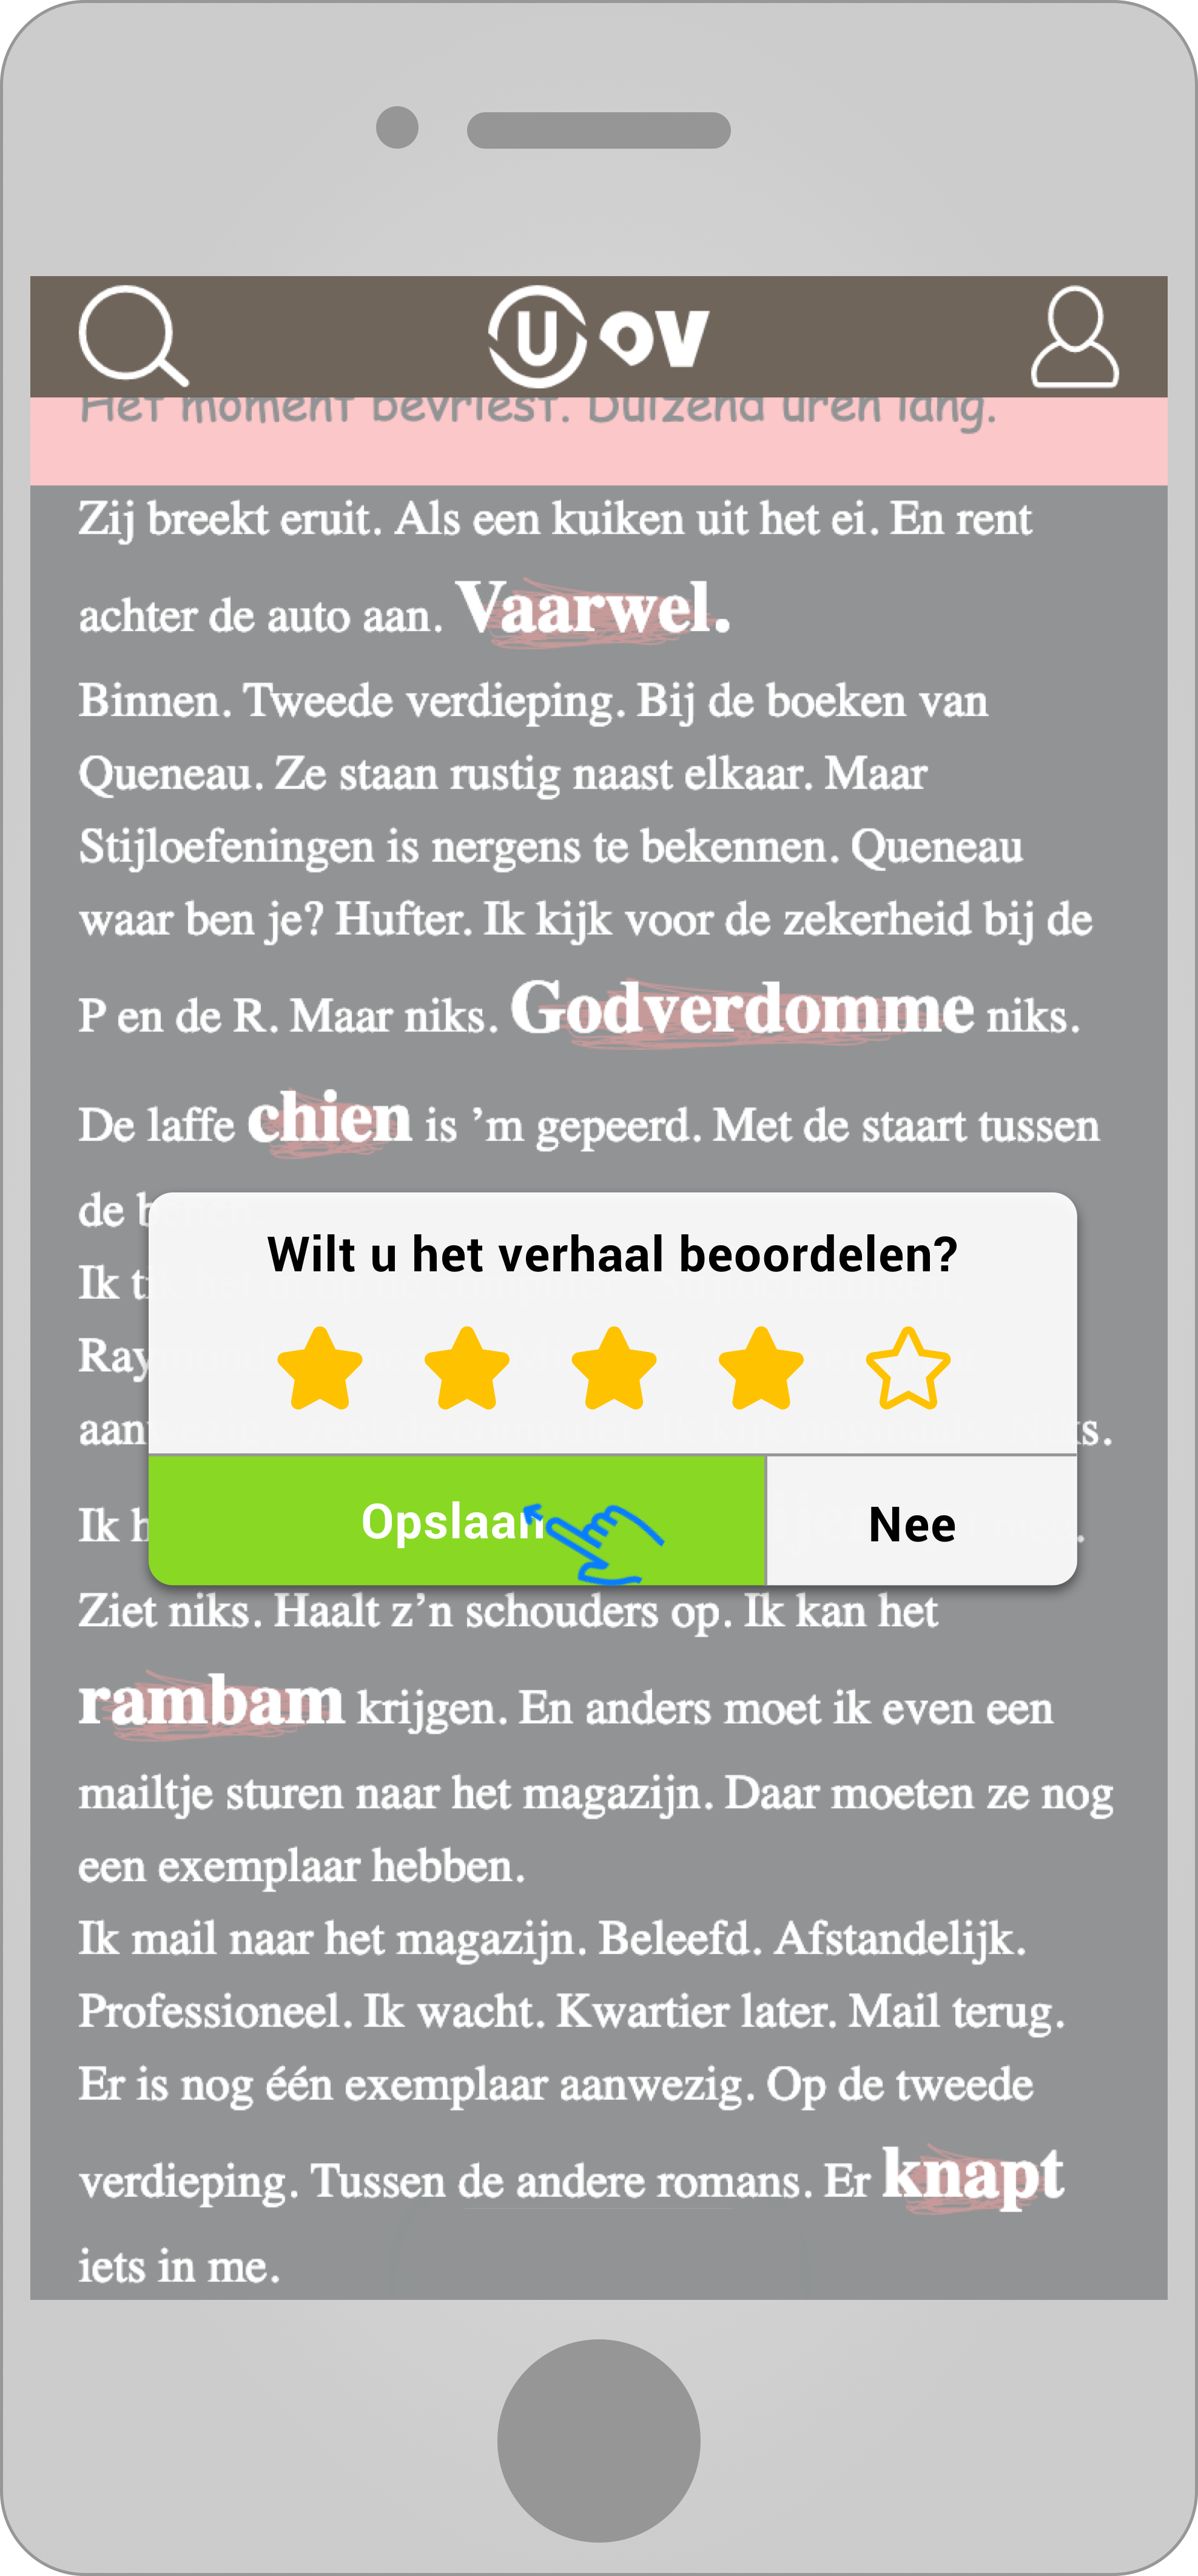 U OV
Het moment bevriest. Duizend uren lang.
Zij breekt eruit. Als een kuiken uit het ei. En rent
achter de auto aan. Vaarwel.
Binnen. Tweede verdieping. Bij de boeken van
Queneau. Ze staan rustig naast elkaar. Maar
Stijloefeningen is nergens te bekennen. Queneau
waar ben je? Hufter. Ik kijk voor de zekerheid bij de
P en de R. Maar niks. Godverdomme niks.
De laffe chien is ’m gepeerd. Met de staart tussen
de
Ik
Wilt u het verhaal beoordelen?
Opslaan
Nee
Ik
Ziet niks. Haalt z’n schouders op. Ik kan het
rambam krijgen. En anders moet ik even een
mailtje sturen naar het magazijn. Daar moeten ze nog
een exemplaar hebben.
Ik mail naar het magazijn. Beleefd. Afstandelijk.
Professioneel. Ik wacht. Kwartier later. Mail terug.
Er is nog één exemplaar aanwezig. Op de tweede
verdieping. Tussen de andere romans. Er knapt
iets in me.